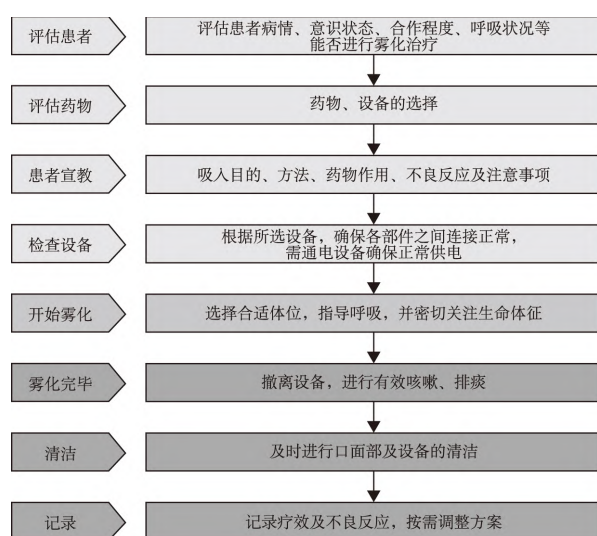 评估患者
评估患者病情、意识状态、合作程度、呼吸状况等
能否进行雾化治疗
评估药物
药物、设备的选择
患者宣教
吸入目的、方法、药物作用、不良反应及注意事项
检查设备
根据所选设备，确保各部件之间连接正常，
需通电设备确保正常供电
开始雾化
选择合适体位，指导呼吸，并密切关注生命体征
雾化完毕
撤离设备，进行有效咳嗽、排痰
清洁
及时进行口面部及设备的清洁
记录
记录疗效及不良反应，按需调整方案